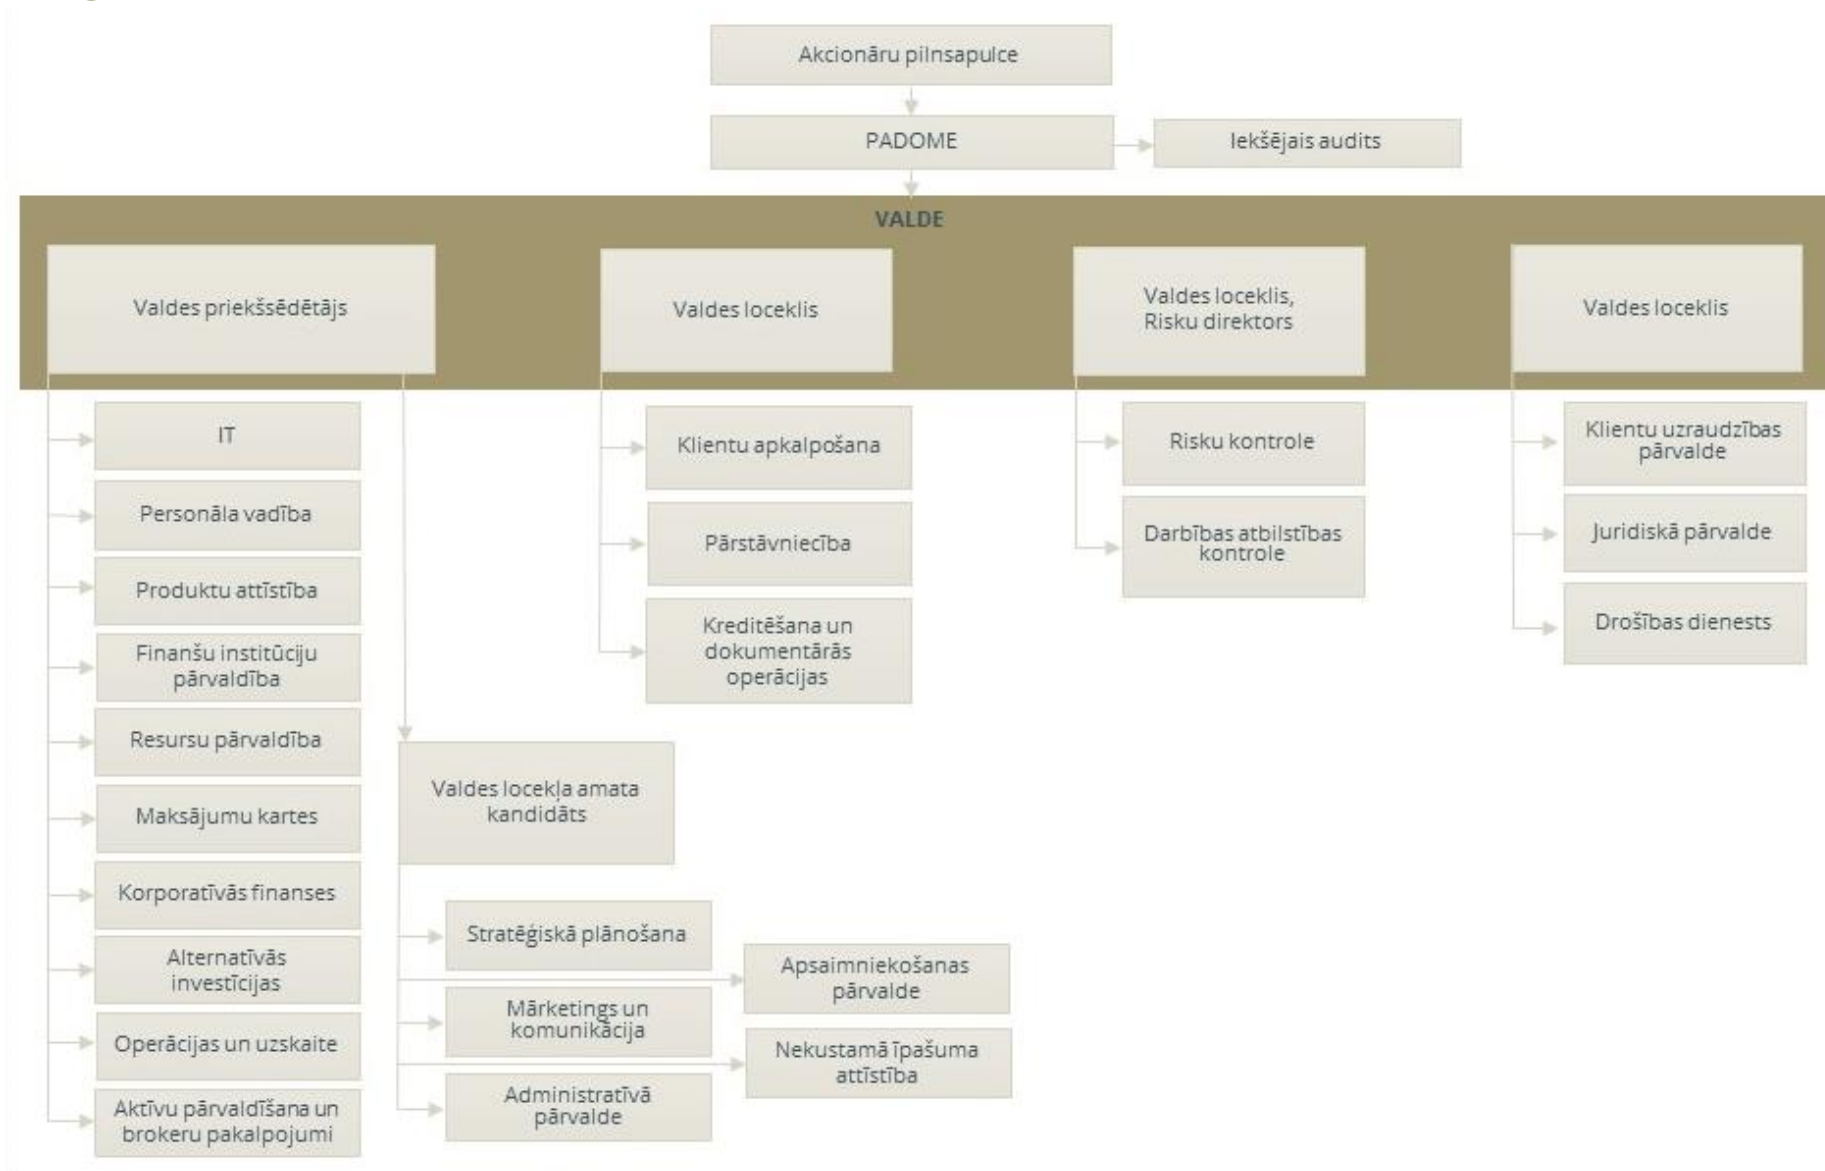 Akcionāru pilnsapulce
PADOME
Iekšējais audits
VALDE
Valdes priekšsēdētājs
Valdes loceklis
Valdes loceklis,
Risku direktors
Valdes loceklis
IT
Personāla vadība
Produktu attīstība
Finanšu institūciju
pārvaldība
Resursu pārvaldība
Maksājumu kartes
Korporatīvās finanses
Alternatīvās
investīcijas
Operācijas un uzskaite
Aktīvu pārvaldīšana un
brokeru pakalpojumi
Valdes locekļa amata
kandidāts
Stratēģiskā plānošana
Apsaimniekošanas
pārvalde
Mārketings un
komunikācija
Nekustamā īpašuma
attīstība
Administratīvā
pārvalde
Klientu apkalpošana
Pārstāvniecība
Kreditēšana un
dokumentārās
operācijas
Risku kontrole
Darbības atbilstības
kontrole
Klientu uzraudzības
pārvalde
Juridiskā pārvalde
Drošības dienests